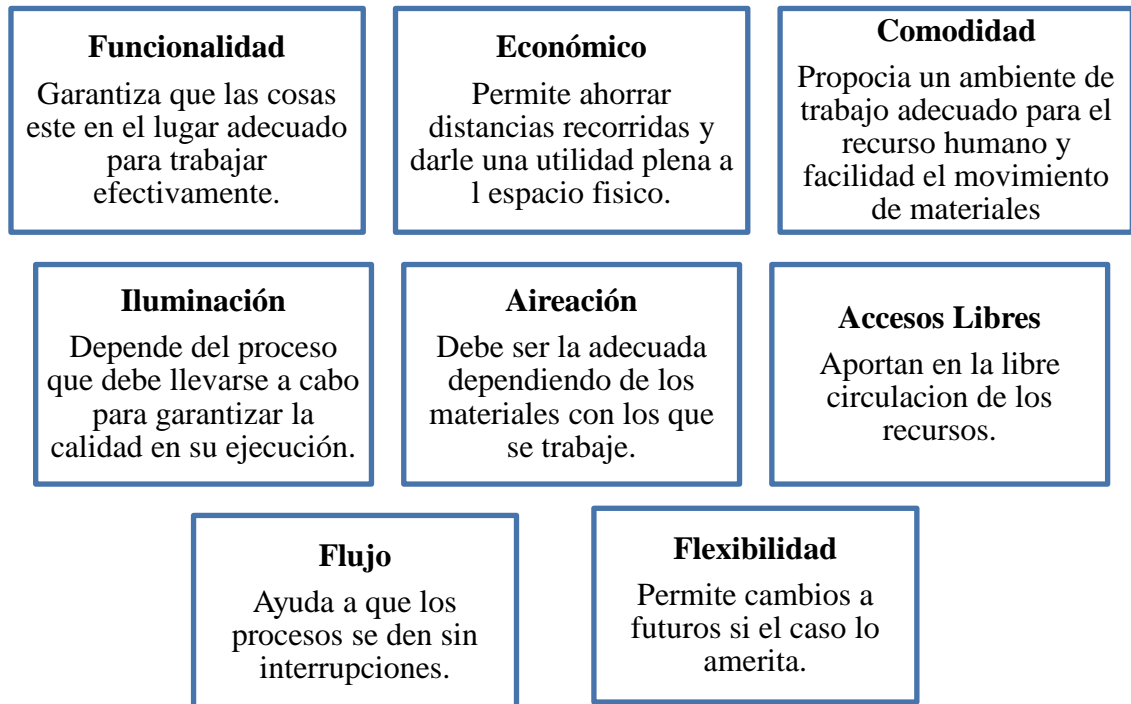 Funcionalidad
Garantiza que las cosas
este en el lugar adecuado
para trabajar
efectivamente.
Económico
Permite ahorrar
distancias recorridas y
darle una utilidad plena a
l espacio fisico.
Comodidad
Propocia un ambiente de
trabajo adecuado para el
recurso humano y
facilidad el movimiento
de materiales
Iluminación
Depende del proceso
que debe llevarse a cabo
para garantizar la
calidad en su ejecución.
Aireación
Debe ser la adecuada
dependiendo de los
materiales con los que
se trabaje.
Accesos Libres
Aportan en la libre
circulacion de los
recursos.
Flujo
Ayuda a que los
procesos se den sin
interrupciones.
Flexibilidad
Permite cambios a
futuros si el caso lo
amerita.